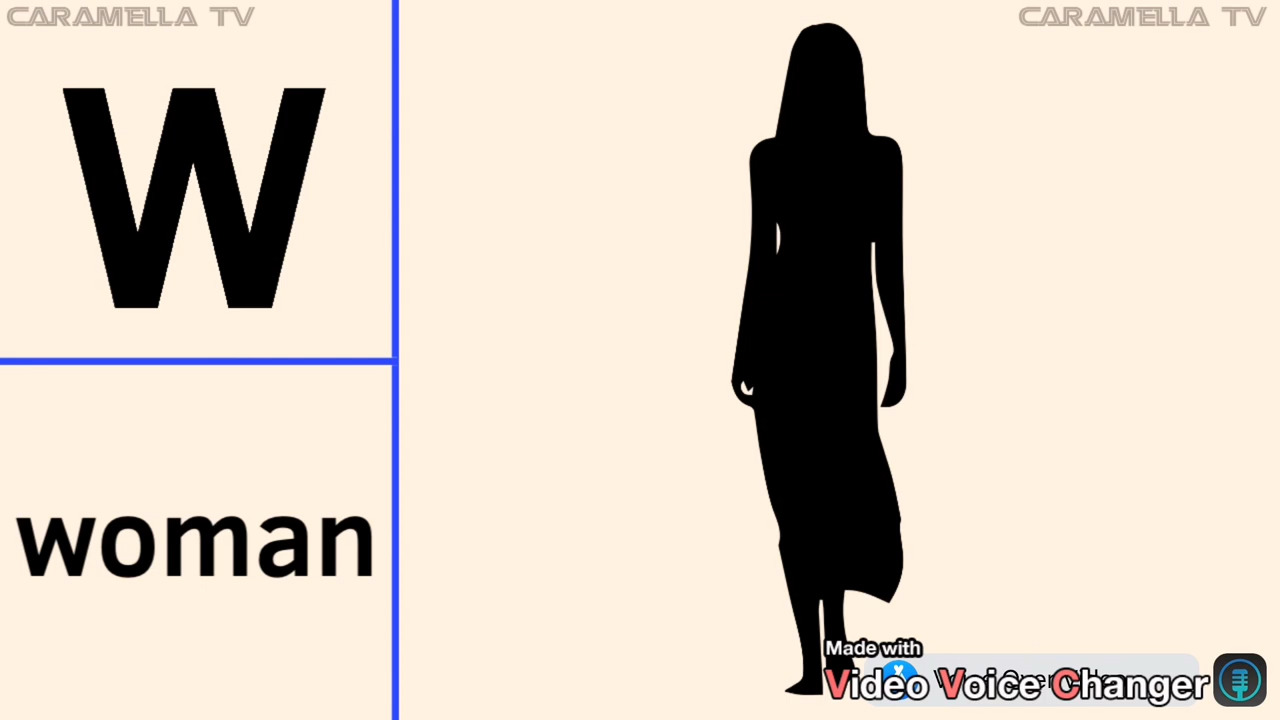 CARAMELLA TV
CARAMELLA TV
W
woman
Made with
Video Voice Changer